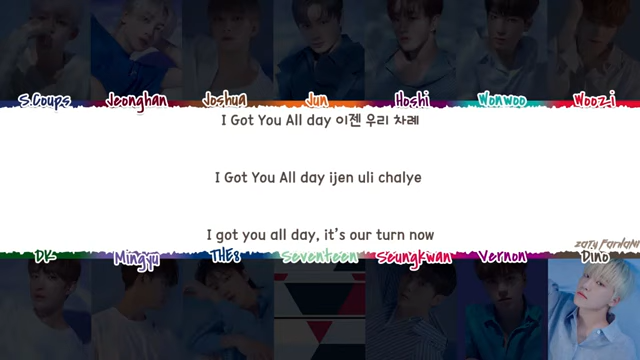 S.Coups Jeonghan Joshua Jun Hoshi Wonwoo Woozi
I Got You All day 이젠 우리 차례
I Got You All day ijen uli chalye
I got you all day, it's our turn now
ZaTy FarhaNi
DK Mingyu THE8 Seventeen Seungkwan Vernon Dino